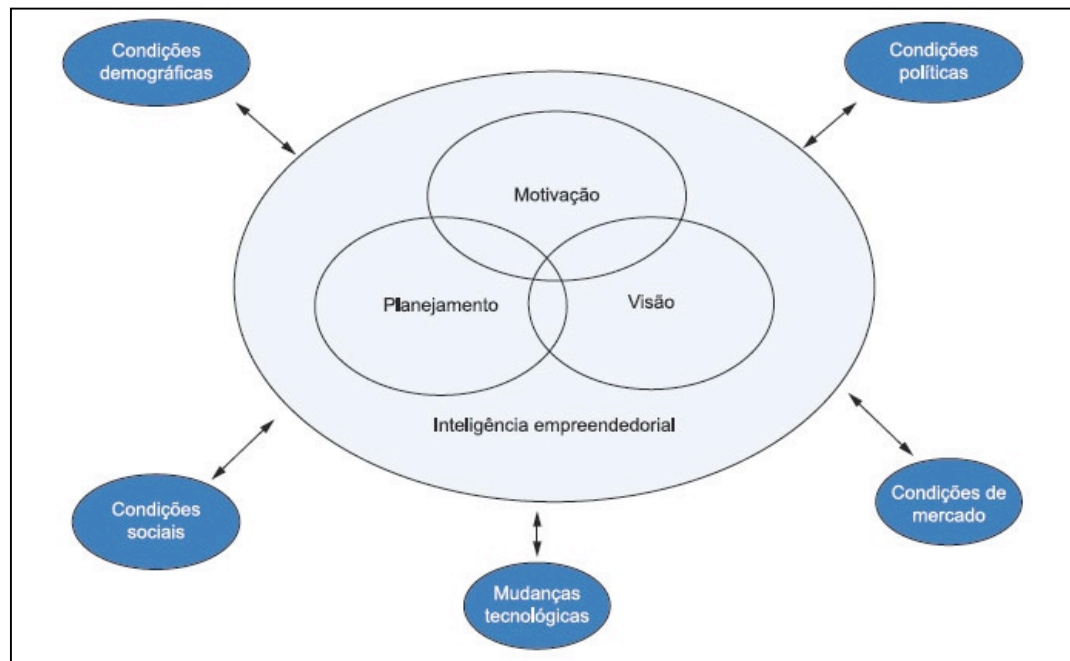 Condições
demográficas
Condições
políticas
Motivação
Planejamento
Visão
Inteligência empreendedorial
Condições
sociais
Condições de
mercado
Mudanças
tecnológicas